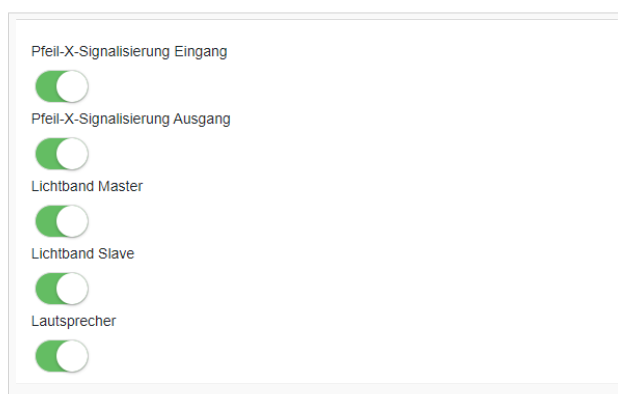 Pfeil-X-Signalisierung Eingang
Pfeil-X-Signalisierung Ausgang
Lichtband Master
Lichtband Slave
Lautsprecher